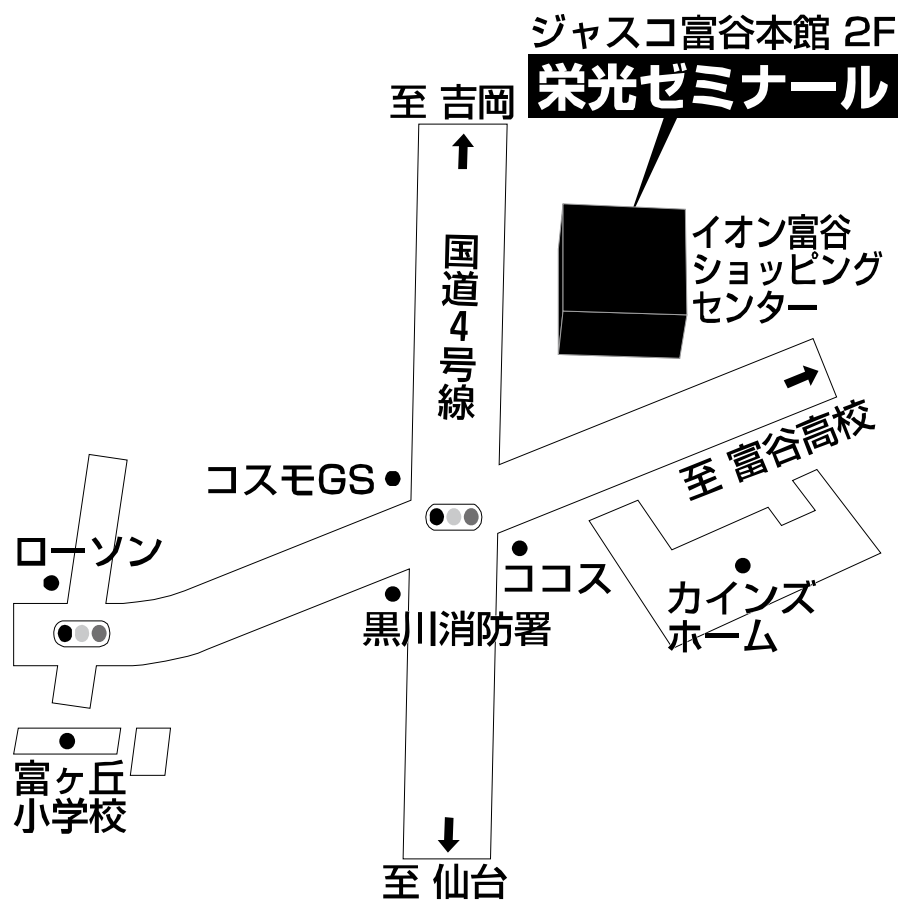 ジャスコ富谷本館 2F
栄光ゼミナール
至 吉岡
イオン富谷
ショッピング
センター
国道4号線
至 富谷高校
コスモGS
ローソン
ココス
カインズ
ホーム
黒川消防署
富ヶ丘
小学校
至 仙台